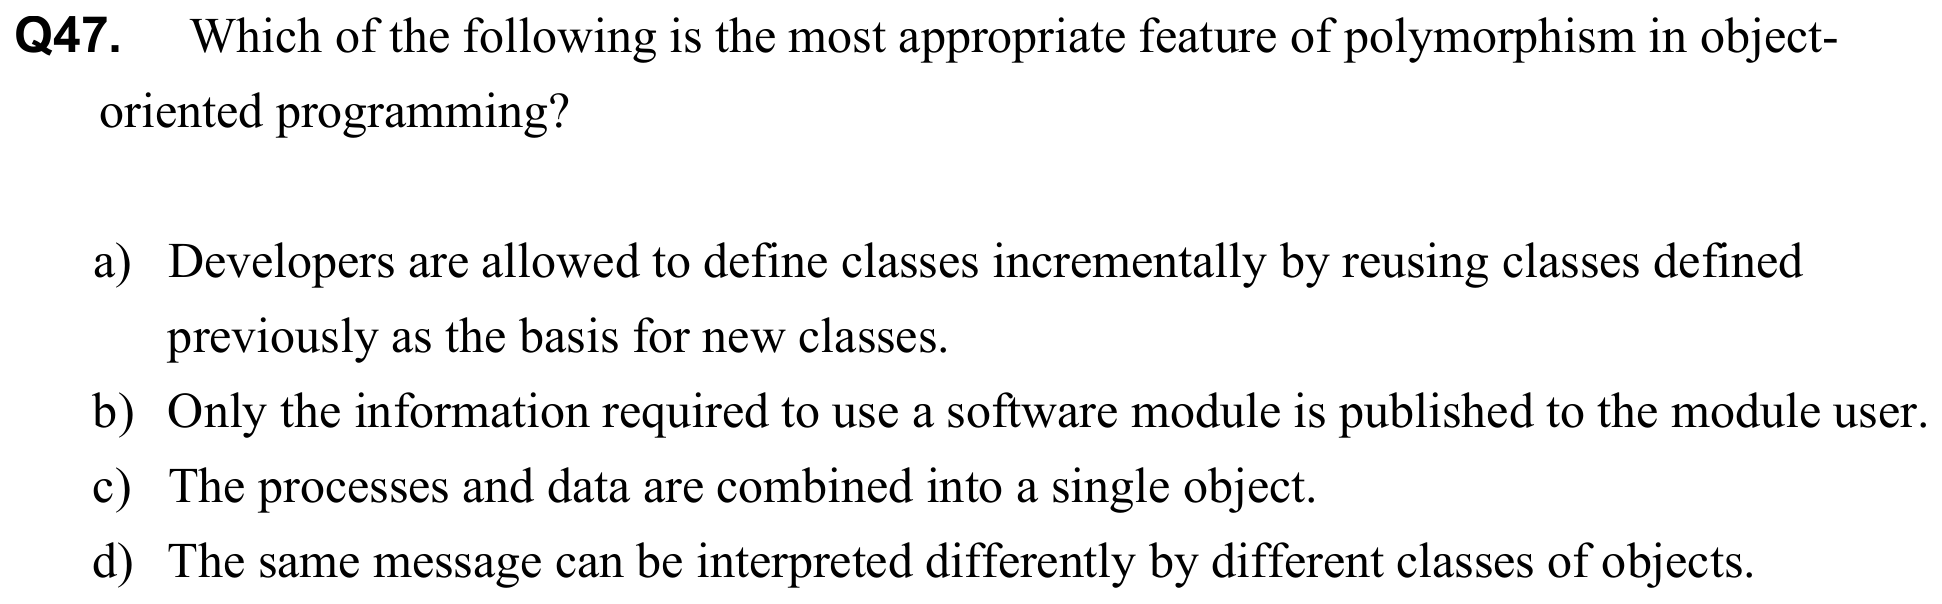 Q47. Which of the following is the most appropriate feature of polymorphism in object-
oriented programming?
a) Developers are allowed to define classes incrementally by reusing classes defined
previously as the basis for new classes.
b) Only the information required to use a software module is published to the module user.
c) The processes and data are combined into a single object.
d) The same message can be interpreted differently by different classes of objects.